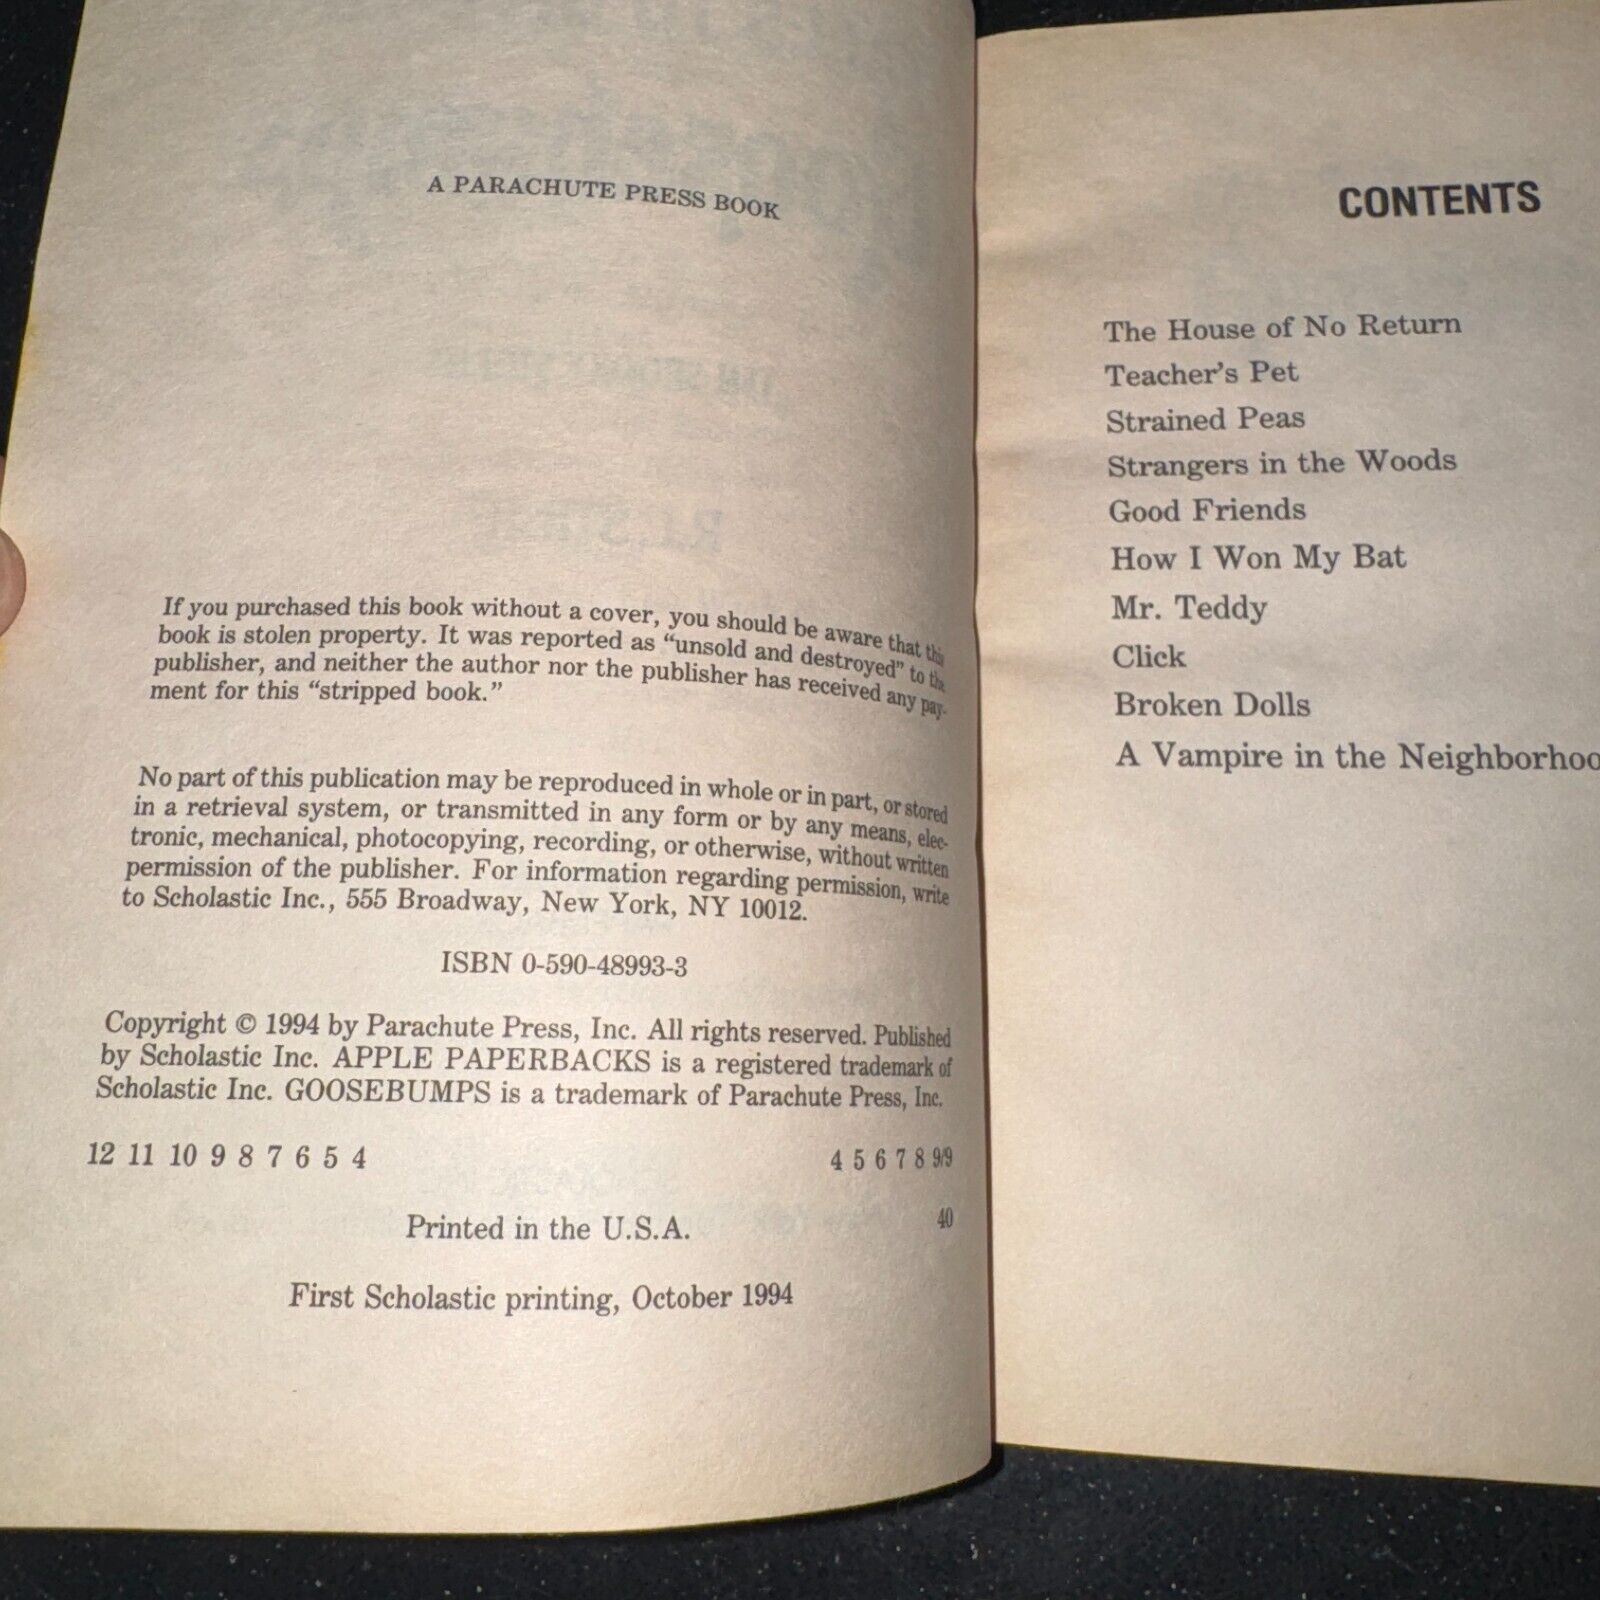 A PARACHUTE PRESS BOOK
If you purchased this book without a cover, you should be aware that this
book is stolen property. It was reported as “unsold and destroyed” to the
publisher, and neither the author nor the publisher has received any pay-
ment for this “stripped book.”
No part of this publication may be reproduced in whole or in part, or stored
in a retrieval system, or transmitted in any form or by any means, elec-
tronic, mechanical, photocopying, recording, or otherwise, without written
permission of the publisher. For information regarding permission, write
to Scholastic Inc., 555 Broadway, New York, NY 10012.
ISBN 0-590-48993-3
Copyright © 1994 by Parachute Press, Inc. All rights reserved. Published
by Scholastic Inc. APPLE PAPERBACKS is a registered trademark of
Scholastic Inc. GOOSEBUMPS is a trademark of Parachute Press, Inc.
12 11 10 9 8 7 6 5 4 4 5 6 7 8 9/9
Printed in the U.S.A. 40
First Scholastic printing, October 1994
CONTENTS
The House of No Return
Teacher’s Pet
Strained Peas
Strangers in the Woods
Good Friends
How I Won My Bat
Mr. Teddy
Click
Broken Dolls
A Vampire in the Neighborhoo